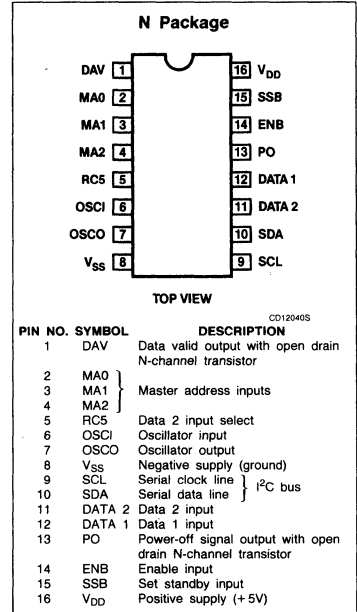 N Package
DAV 1 16 VDD
MA0 2 15 SSB
MA1 3 14 ENB
MA2 4 13 PO
RC5 5 12 DATA 1
OSCI 6 11 DATA 2
OSCO 7 10 SDA
VSS 8 9 SCL
TOP VIEW
CD12040S
PIN NO. SYMBOL DESCRIPTION
1 DAV Data valid output with open drain
N-channel transistor
2 MA0
3 MA1 Master address inputs
4 MA2
5 RC5 Data 2 input select
6 OSCI Oscillator input
7 OSCO Oscillator output
8 VSS Negative supply (ground)
9 SCL Serial clock line
10 SDA Serial data line I²C bus
11 DATA 2 Data 2 input
12 DATA 1 Data 1 input
13 PO Power-off signal output with open
drain N-channel transistor
14 ENB Enable input
15 SSB Set standby input
16 VDD Positive supply (+5V)